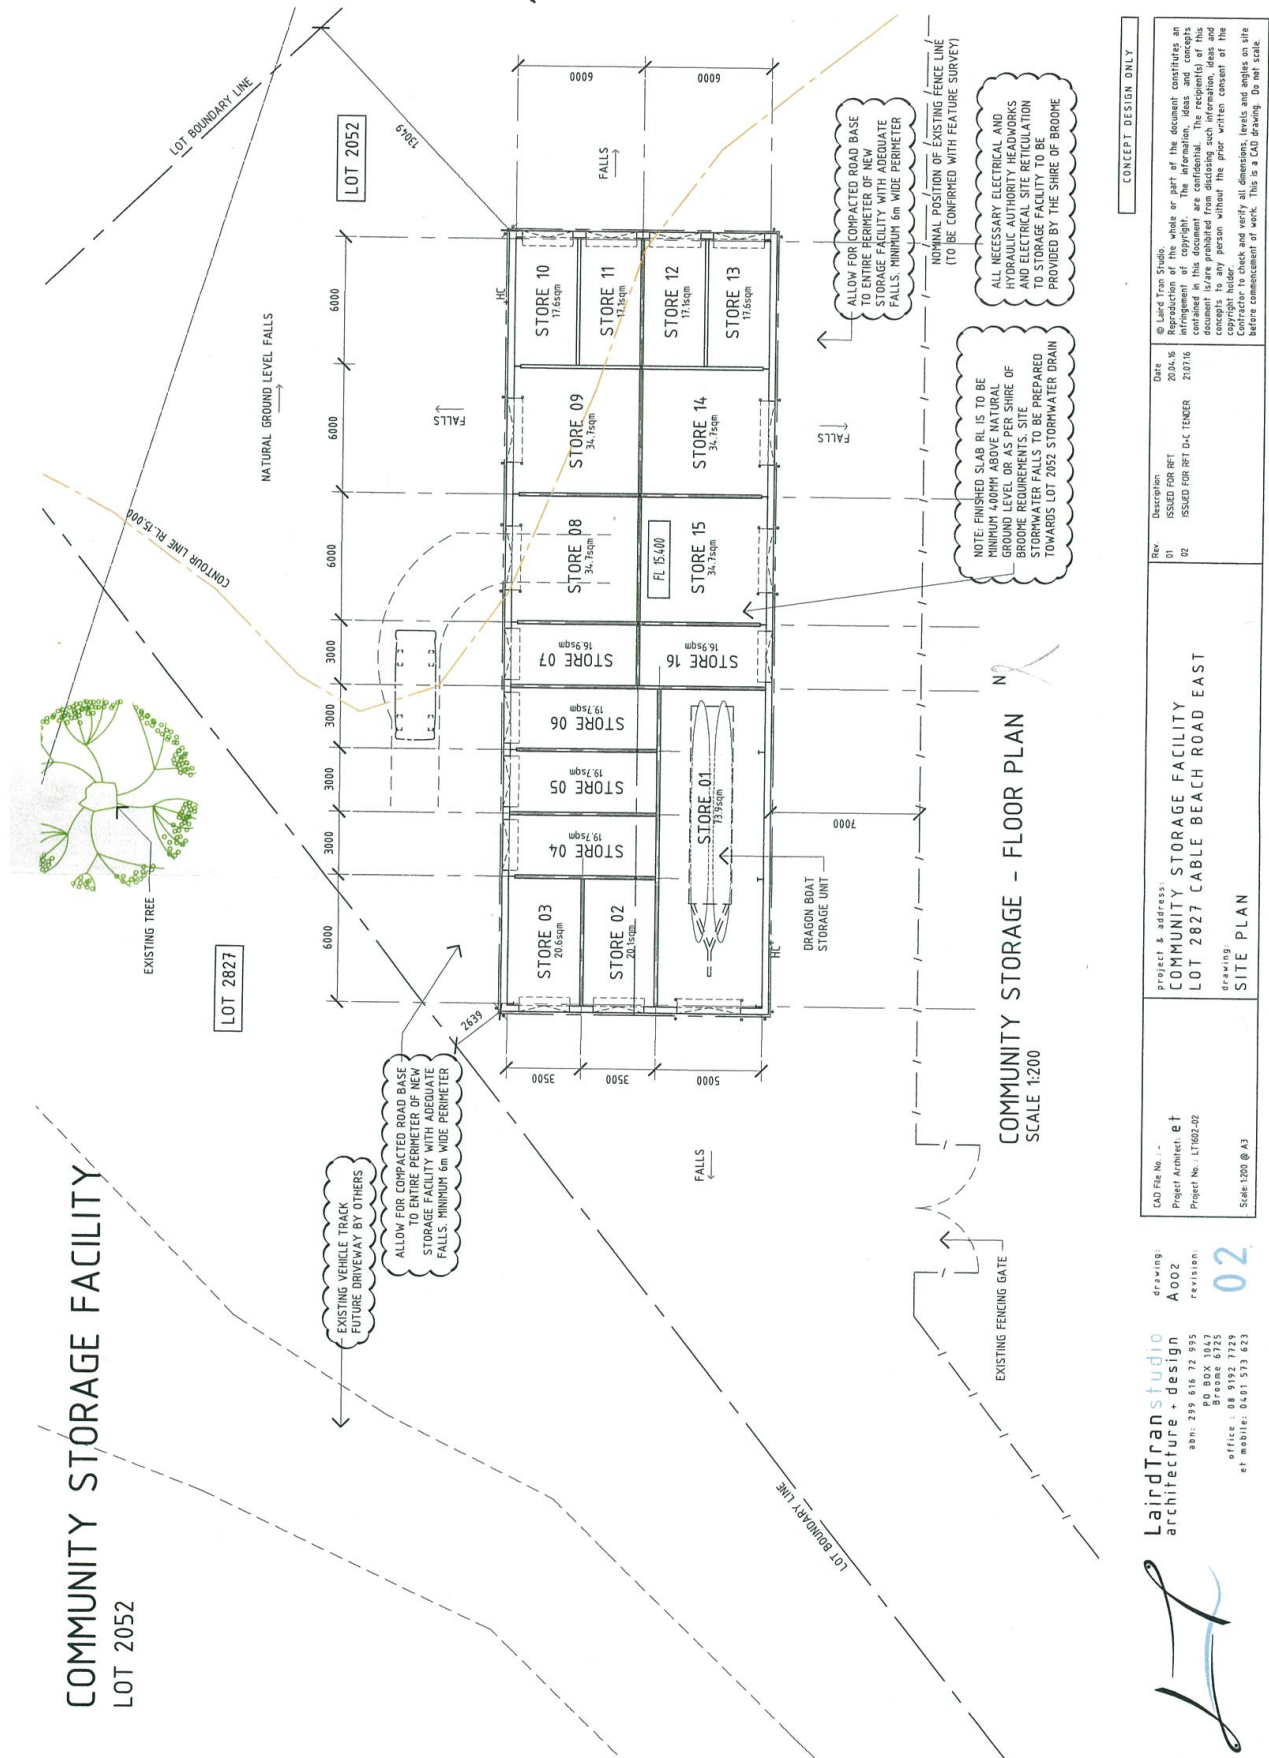 COMMUNITY STORAGE FACILITY
LOT 2052
EXISTING TREE
LOT 2827
CONTOUR LINE RL.15.000
NATURAL GROUND LEVEL FALLS
LOT BOUNDARY LINE
LOT 2052
13049
EXISTING VEHICLE TRACK
FUTURE DRIVEWAY BY OTHERS
ALLOW FOR COMPACTED ROAD BASE
TO ENTIRE PERIMETER OF NEW
STORAGE FACILITY WITH ADEQUATE
FALLS. MINIMUM 6m WIDE PERIMETER
2639
6000
3000
3000
3000
3000
6000
6000
6000
FALLS
HC
3500
3500
5000
STORE 03
20.6sqm
STORE 02
20.1sqm
STORE 04
19.7sqm
STORE 05
19.7sqm
STORE 06
19.7sqm
STORE 07
16.9sqm
STORE 08
34.7sqm
STORE 09
34.7sqm
STORE 10
17.6sqm
STORE 11
17.1sqm
STORE 12
17.1sqm
STORE 13
17.6sqm
STORE 14
34.7sqm
STORE 15
34.7sqm
FL 15.400
STORE 16
16.9sqm
STORE 01
73.9sqm
HC
6000
6000
FALLS
FALLS
FALLS
DRAGON BOAT
STORAGE UNIT
7000
ALLOW FOR COMPACTED ROAD BASE
TO ENTIRE PERIMETER OF NEW
STORAGE FACILITY WITH ADEQUATE
FALLS. MINIMUM 6m WIDE PERIMETER
NOMINAL POSITION OF EXISTING FENCE LINE
(TO BE CONFIRMED WITH FEATURE SURVEY)
NOTE: FINISHED SLAB RL IS TO BE
MINIMUM 400MM ABOVE NATURAL
GROUND LEVEL OR AS PER SHIRE OF
BROOME REQUIREMENTS. SITE
STORMWATER FALLS TO BE PREPARED
TOWARDS LOT 2052 STORMWATER DRAIN
ALL NECESSARY ELECTRICAL AND
HYDRAULIC AUTHORITY HEADWORKS
AND ELECTRICAL SITE RETICULATION
TO STORAGE FACILITY TO BE
PROVIDED BY THE SHIRE OF BROOME
LOT BOUNDARY LINE
EXISTING FENCING GATE
COMMUNITY STORAGE - FLOOR PLAN
SCALE 1:200
N
CONCEPT DESIGN ONLY
LairdTranstudio
architecture + design
abn: 299 616 72 995
PO BOX 1047
Broome 6725
office : 08 9192 7729
et mobile: 0401 573 623
drawing:
A002
revision:
02
CAD File No. : -
Project Architect: et
Project No. : LT1602-02
Scale:1:200 @ A3
project & address:
COMMUNITY STORAGE FACILITY
LOT 2827 CABLE BEACH ROAD EAST
drawing:
SITE PLAN
Rev. Description Date
01 ISSUED FOR RFT 20.04.16
02 ISSUED FOR RFT D+C TENDER 21.07.16
© Laird Tran Studio.
Reproduction of the whole or part of the document constitutes an
infringement of copyright. The information, ideas and concepts
contained in this document are confidential. The recipient(s) of this
document is/are prohibited from disclosing such information, ideas and
concepts to any person without the prior written consent of the
copyright holder.
Contractor to check and verify all dimensions, levels and angles on site
before commencement of work. This is a CAD drawing. Do not scale.